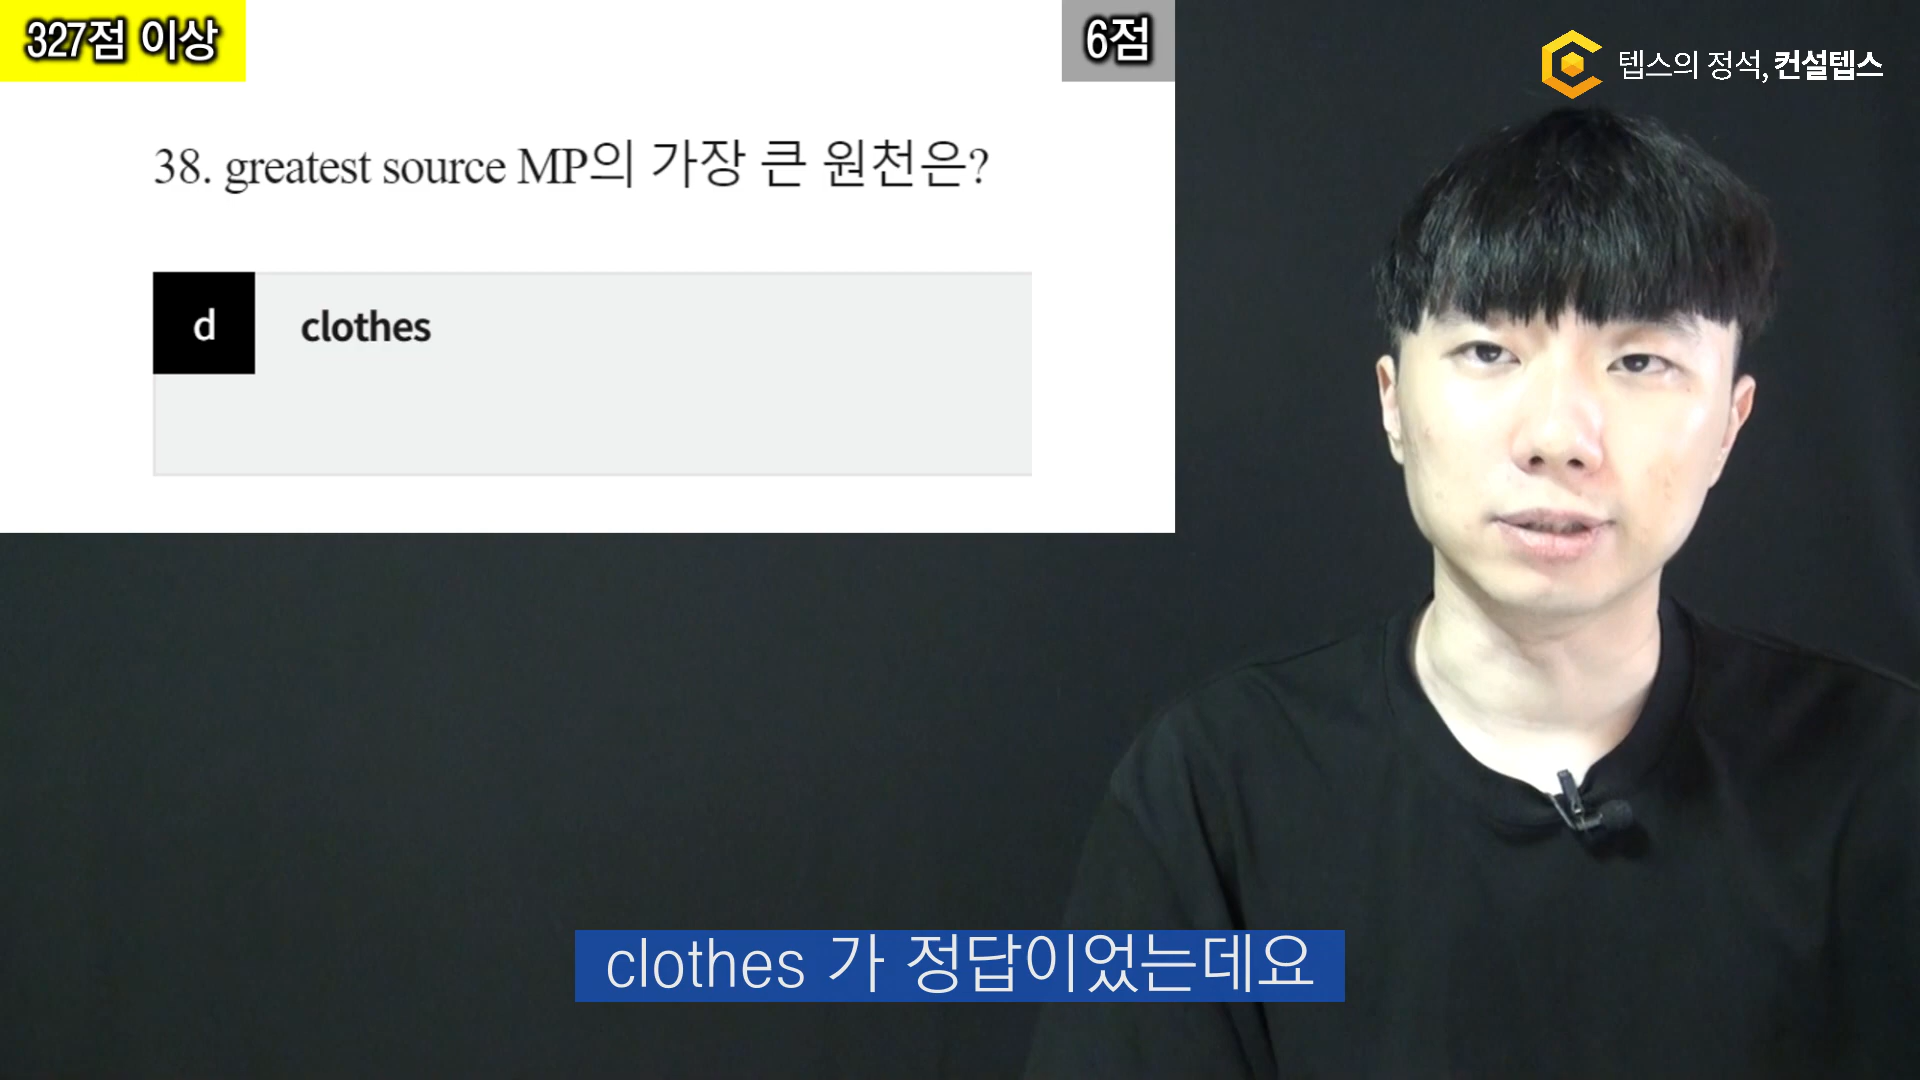 327점 이상
6점
텝스의 정석, 컨설텝스
38. greatest source MP의 가장 큰 원천은?
d clothes
clothes 가 정답이었는데요